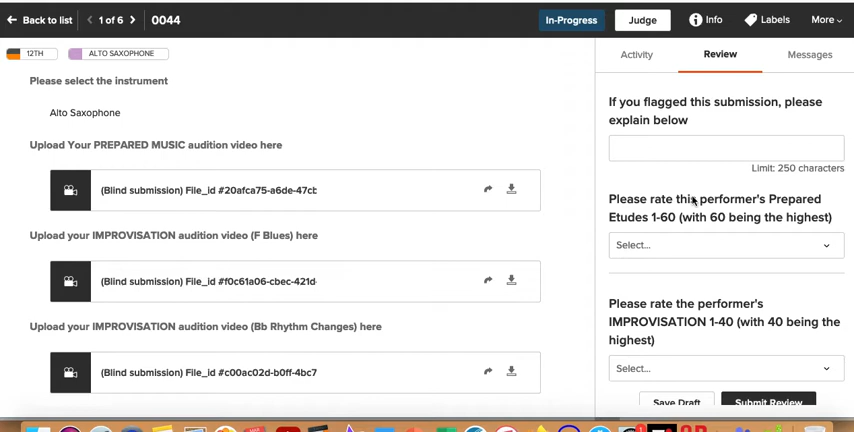 Back to list 1 of 6 0044 In-Progress Judge Info Labels More
12TH ALTO SAXOPHONE
Activity Review Messages
Please select the instrument
Alto Saxophone
Upload Your PREPARED MUSIC audition video here
(Blind submission) File_id #20afca75-a6de-47cb
Upload your IMPROVISATION audition video (F Blues) here
(Blind submission) File_id #f0c61a06-cbec-421d-
Upload your IMPROVISATION audition video (Bb Rhythm Changes) here
(Blind submission) File_id #c00ac02d-b0ff-4bc7
If you flagged this submission, please
explain below
Limit: 250 characters
Please rate this performer's Prepared
Etudes 1-60 (with 60 being the highest)
Select...
Please rate the performer's
IMPROVISATION 1-40 (with 40 being the
highest)
Select...
Save Draft Submit Review